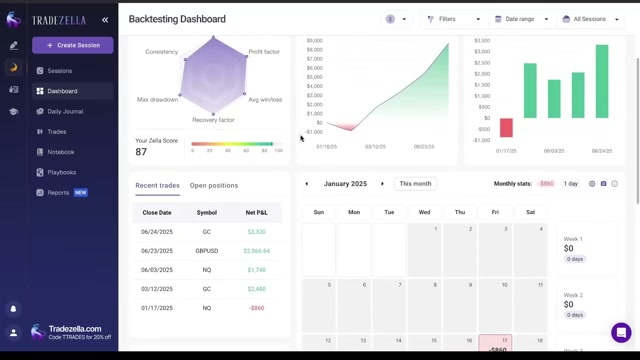 TRADEZELLA
«
Backtesting Dashboard
$
Filters
Date range
All Sessions
+ Create Session
Sessions
Dashboard
Daily Journal
Trades
Notebook
Playbooks
Reports NEW
Consistency
Profit factor
Max drawdown
Avg win/loss
Recovery factor
Your Zella Score
87
0 20 40 60 80 100
$9,000
$8,000
$7,000
$6,000
$5,000
$4,000
$3,000
$2,000
$1,000
$0
-$1,000
01/16/25 03/12/25 06/23/25
$3,500
$3,000
$2,500
$2,000
$1,500
$1,000
$500
$0
-$500
-$1,000
01/17/25 06/03/25 06/24/25
Recent trades Open positions
Close Date Symbol Net P&L
06/24/2025 GC $3,320
06/23/2025 GBPUSD $2,066.64
06/03/2025 NQ $1,740
03/12/2025 GC $2,480
01/17/2025 NQ -$860
January 2025
This month
Monthly stats: -$860 1 day
Sun Mon Tue Wed Thu Fri Sat
1 2 3 4
5 6 7 8 9 10 11
12 13 14 15 16 17 18
-$860
Week 1
$0
0 days
Week 2
$0
0 days
Tradezella.com
Code TTRADES for 20% off